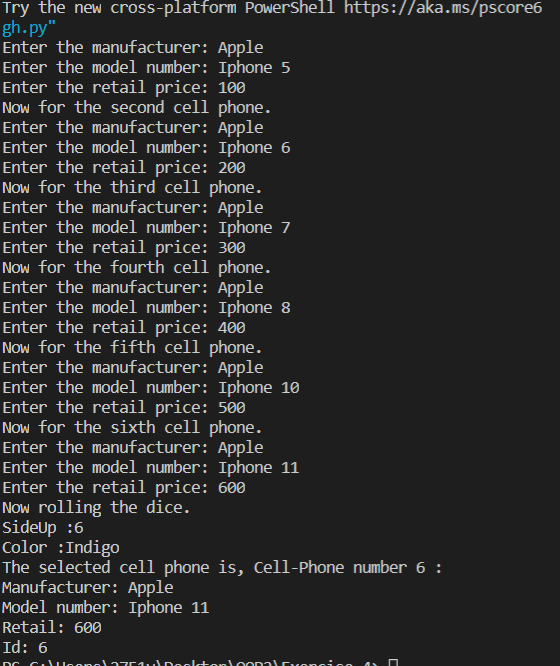 Try the new cross-platform PowerShell https://aka.ms/pscore6
gh.py"
Enter the manufacturer: Apple
Enter the model number: Iphone 5
Enter the retail price: 100
Now for the second cell phone.
Enter the manufacturer: Apple
Enter the model number: Iphone 6
Enter the retail price: 200
Now for the third cell phone.
Enter the manufacturer: Apple
Enter the model number: Iphone 7
Enter the retail price: 300
Now for the fourth cell phone.
Enter the manufacturer: Apple
Enter the model number: Iphone 8
Enter the retail price: 400
Now for the fifth cell phone.
Enter the manufacturer: Apple
Enter the model number: Iphone 10
Enter the retail price: 500
Now for the sixth cell phone.
Enter the manufacturer: Apple
Enter the model number: Iphone 11
Enter the retail price: 600
Now rolling the dice.
SideUp :6
Color :Indigo
The selected cell phone is, Cell-Phone number 6 :
Manufacturer: Apple
Model number: Iphone 11
Retail: 600
Id: 6